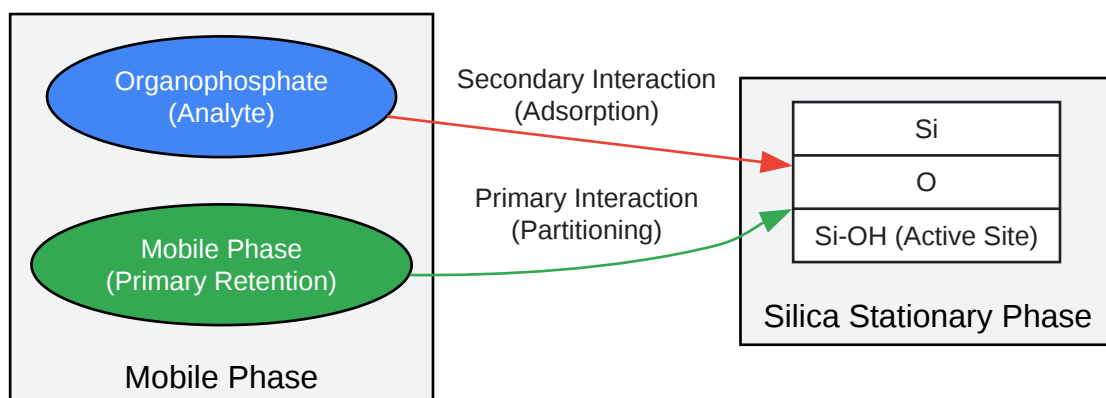 Organophosphate
(Analyte)
Secondary Interaction
(Adsorption)
Si
O
Si-OH (Active Site)
Primary Interaction
(Partitioning)
Mobile Phase
(Primary Retention)
Silica Stationary Phase
Mobile Phase